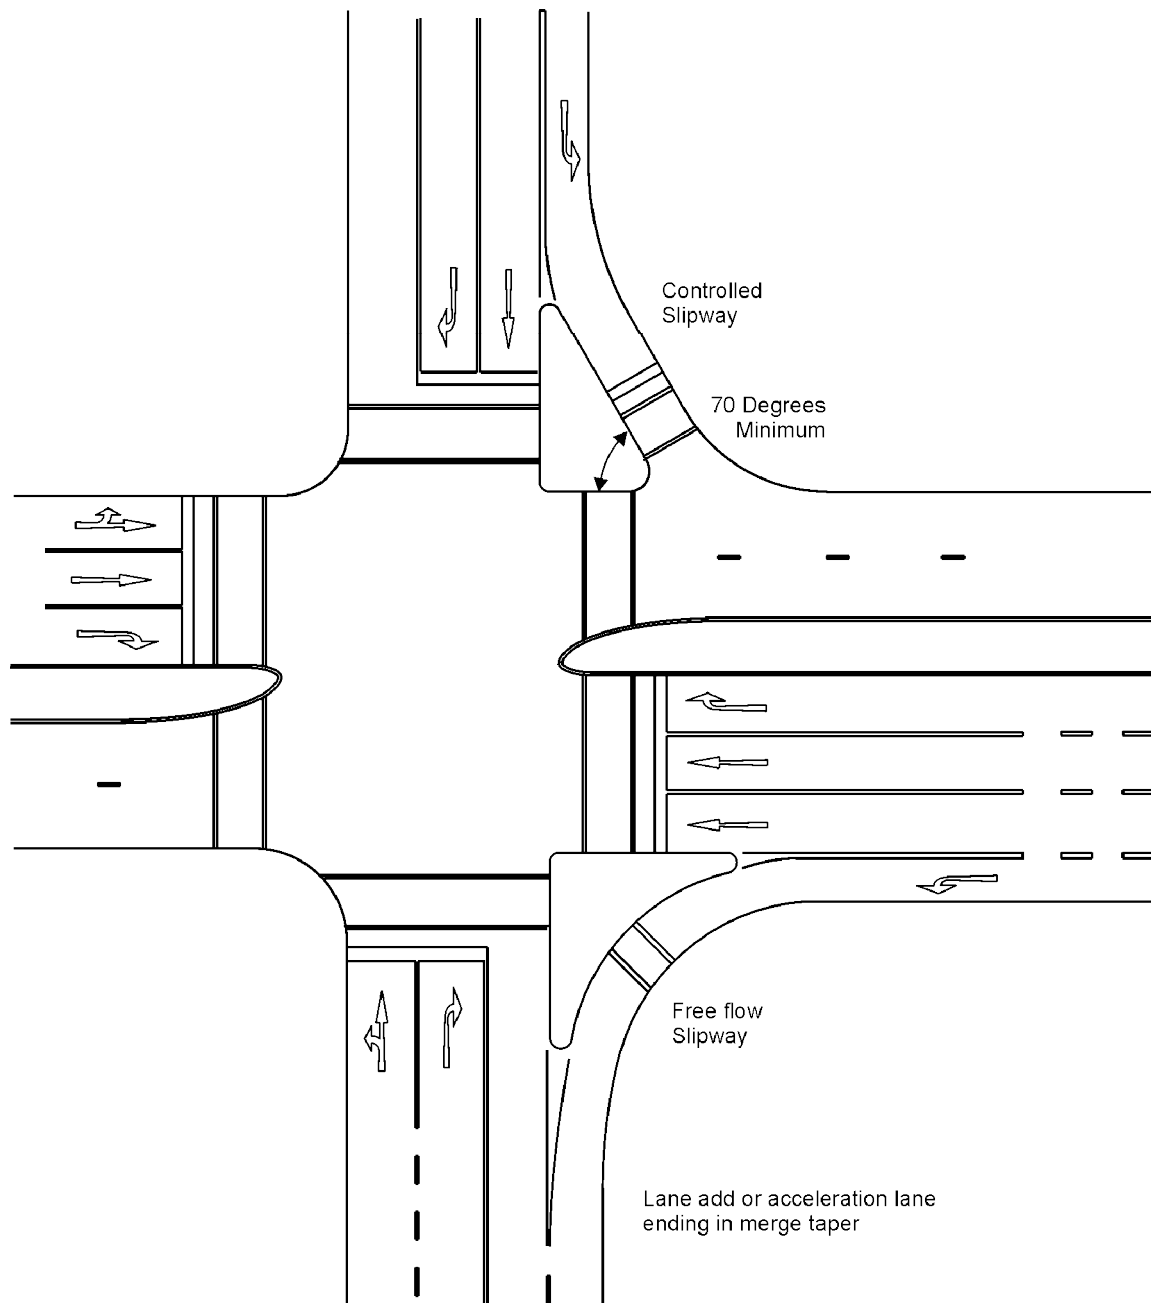 Controlled
Slipway
70 Degrees
Minimum
Free flow
Slipway
Lane add or acceleration lane
ending in merge taper